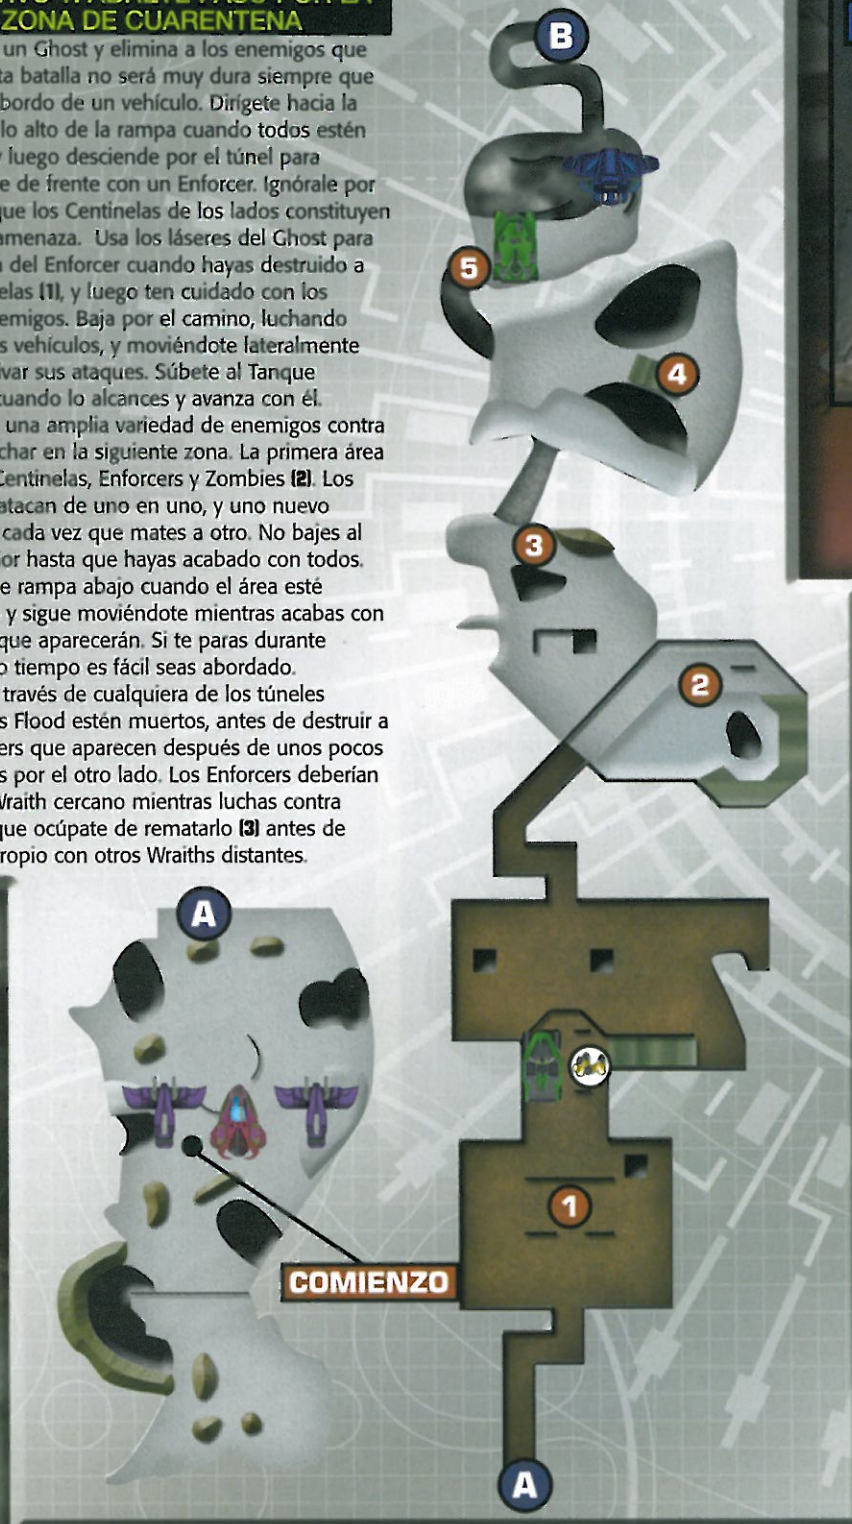 ZONA DE CUARENTENA
un Ghost y elimina a los enemigos que
ta batalla no será muy dura siempre que
bordo de un vehículo. Dirígete hacia la
lo alto de la rampa cuando todos estén
luego desciende por el túnel para
e de frente con un Enforcer. Ignórale por
que los Centinelas de los lados constituyen
amenaza. Usa los láseres del Ghost para
del Enforcer cuando hayas destruido a
elas (1), y luego ten cuidado con los
emigos. Baja por el camino, luchando
s vehículos, y moviéndote lateralmente
var sus ataques. Súbete al Tanque
cuando lo alcances y avanza con él.
una amplia variedad de enemigos contra
char en la siguiente zona. La primera área
Centinelas, Enforcers y Zombies (2). Los
atacan de uno en uno, y uno nuevo
cada vez que mates a otro. No bajes al
ior hasta que hayas acabado con todos.
e rampa abajo cuando el área esté
y sigue moviéndote mientras acabas con
que aparecerán. Si te paras durante
o tiempo es fácil seas abordado.
través de cualquiera de los túneles
s Flood estén muertos, antes de destruir a
ers que aparecen después de unos pocos
s por el otro lado. Los Enforcers deberían
Wraith cercano mientras luchas contra
que ocúpate de rematarlo (3) antes de
ropio con otros Wraiths distantes.
B
5
4
3
2
A
1
COMIENZO
A